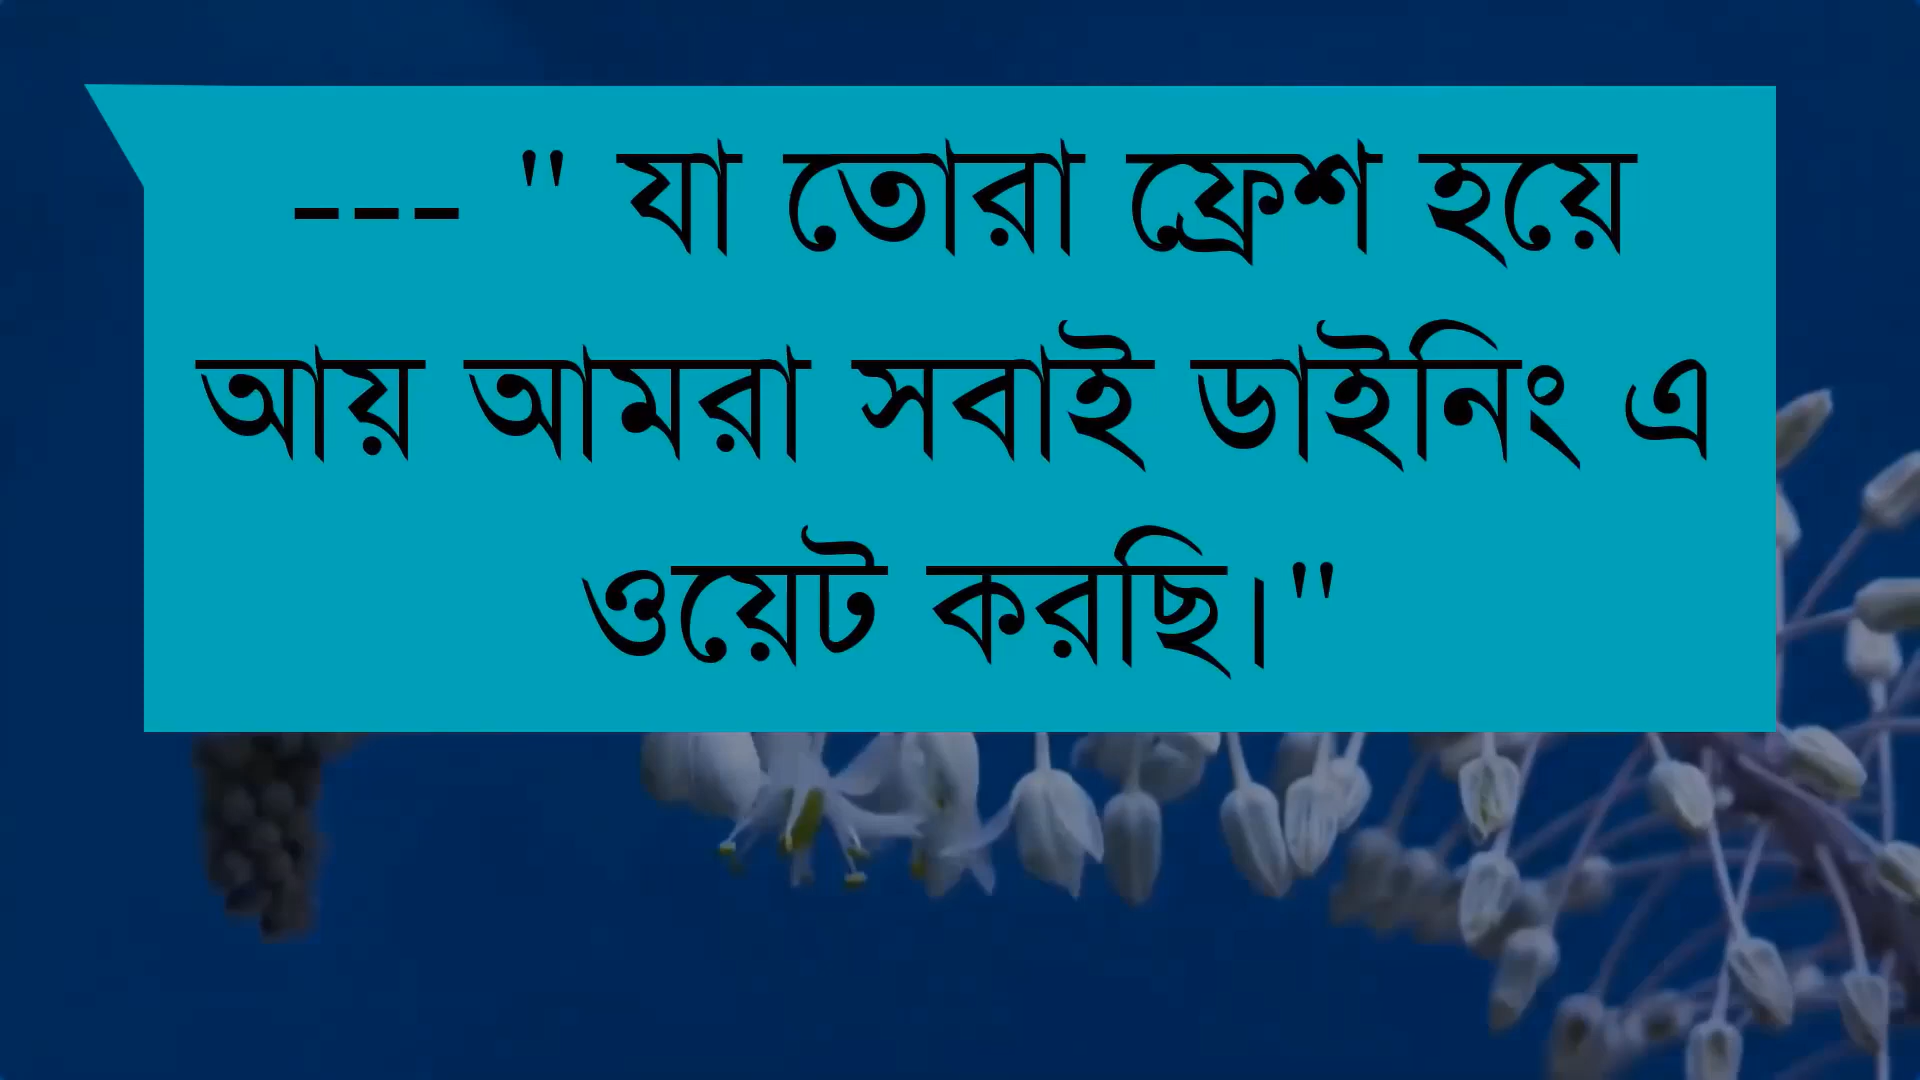 --- " যা তোরা ফ্রেশ হয়ে
আয় আমরা সবাই ডাইনিং এ
ওয়েট করছি।"